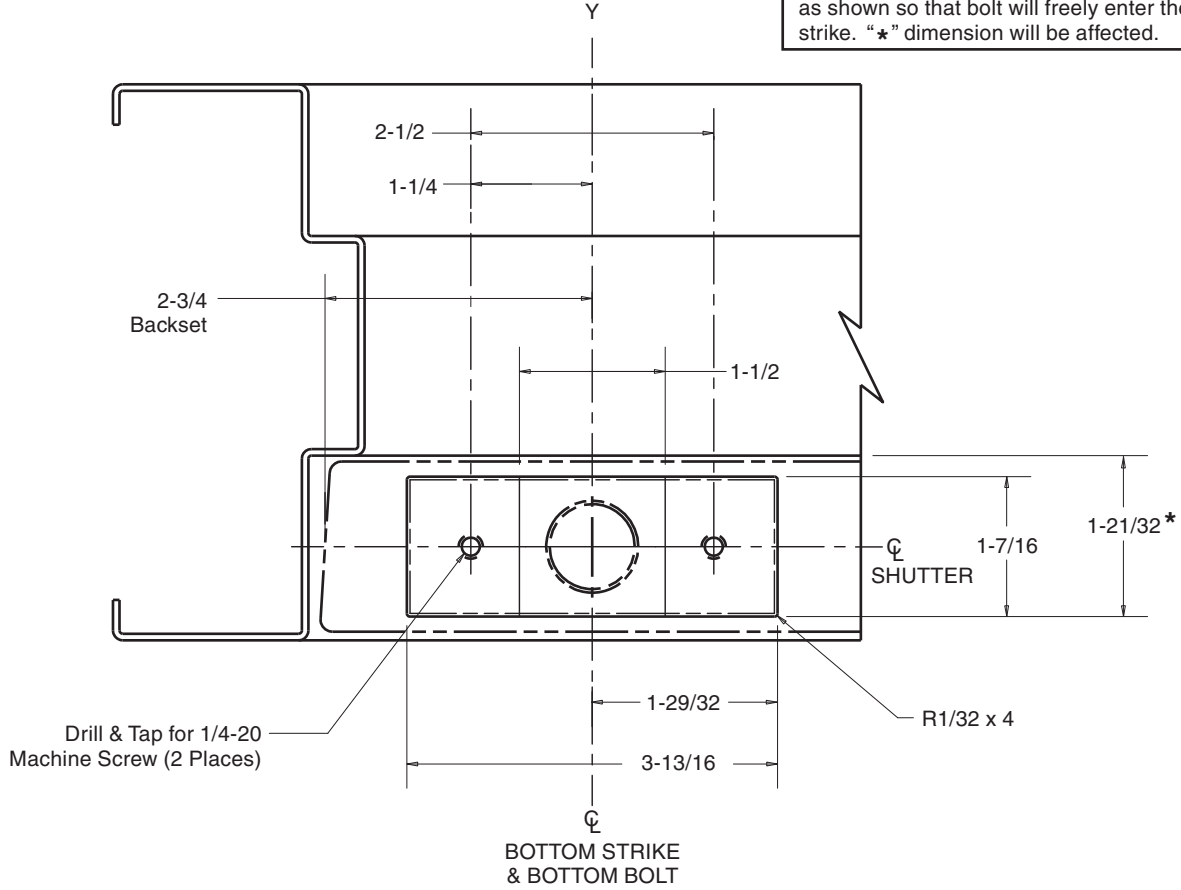 as shown so that bolt will freely enter the
strike. “*” dimension will be affected.
Y
2-1/2
1-1/4
2-3/4
Backset
1-1/2
1-21/32*
1-7/16
℄
SHUTTER
1-29/32
R1/32 x 4
Drill & Tap for 1/4-20
Machine Screw (2 Places)
3-13/16
℄
BOTTOM STRIKE
& BOTTOM BOLT